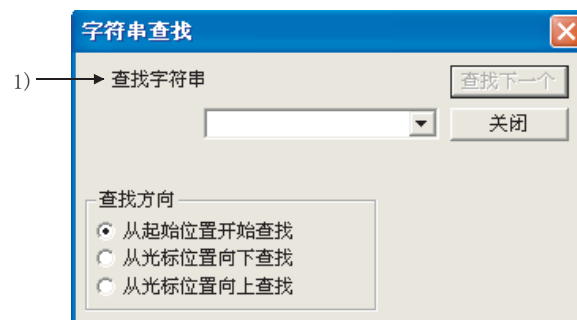 字符串查找
1)
查找字符串
查找下一个
关闭
查找方向
从起始位置开始查找
从光标位置向下查找
从光标位置向上查找